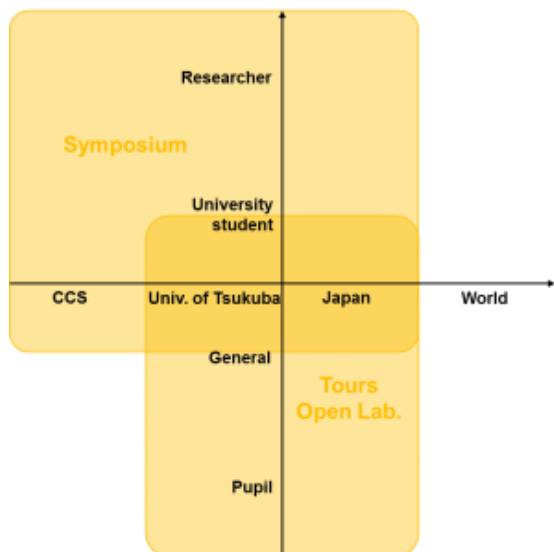 Researcher
Symposium
University
student
CCS
Univ. of Tsukuba
Japan
World
General
Tours
Open Lab.
Pupil